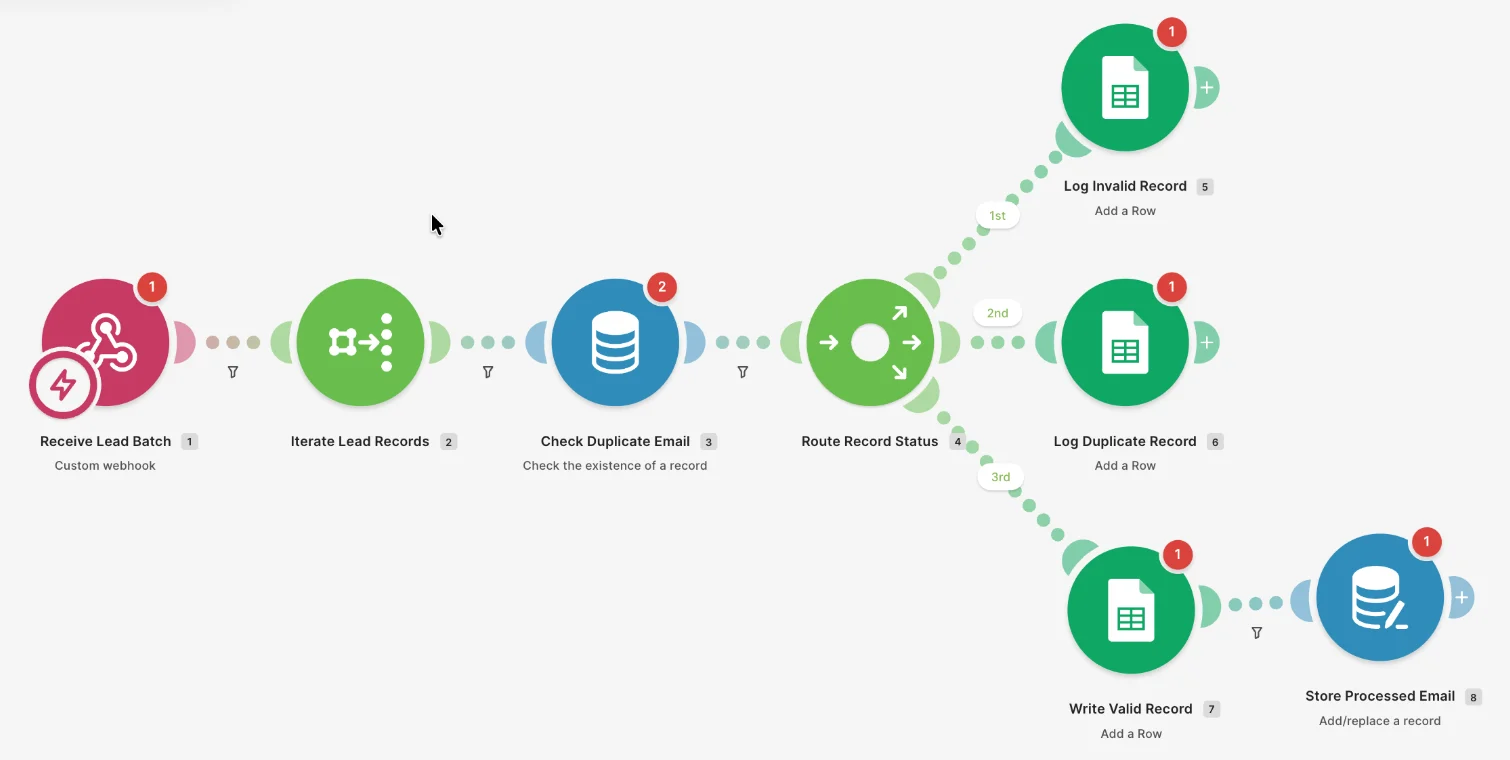 1
Log Invalid Record 5
Add a Row
1st
1
Receive Lead Batch 1
Custom webhook
Iterate Lead Records 2
2
Check Duplicate Email 3
Check the existence of a record
Route Record Status 4
2nd
1
Log Duplicate Record 6
Add a Row
3rd
1
Write Valid Record 7
Add a Row
1
Store Processed Email 8
Add/replace a record